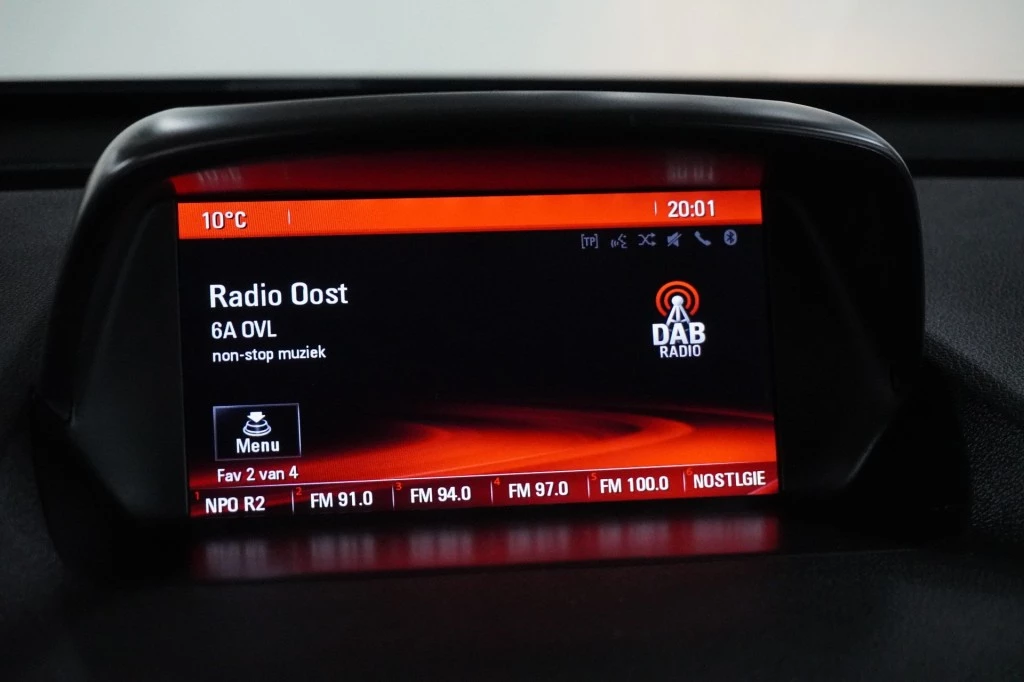 10°C 20:01
[TP]
Radio Oost
6A OVL
non-stop muziek
DAB
RADIO
Menu
Fav 2 van 4
1 NPO R2 2 FM 91.0 3 FM 94.0 4 FM 97.0 5 FM 100.0 6 NOSTLGIE